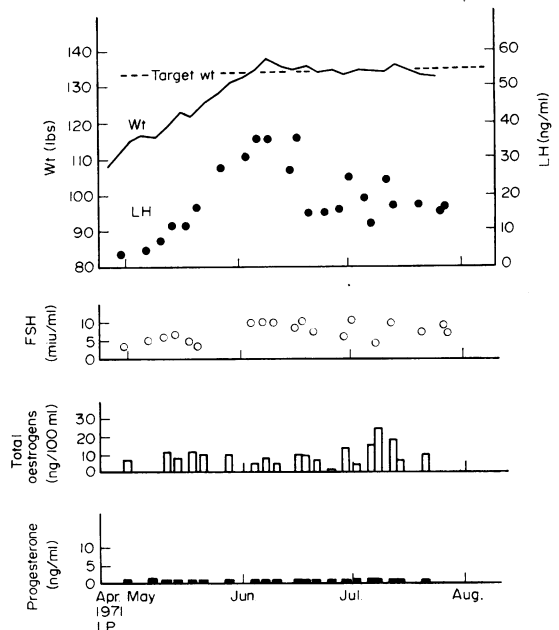 140
130
120
110
100
90
80
Wt (lbs)
Target wt
Wt
LH
60
50
40
30
20
10
0
LH (ng/ml)
10
5
0
FSH
(miu/ml)
30
20
10
0
Total
oestrogens
(ng/100 ml)
10
5
0
Progesterone
(ng/ml)
Apr. May Jun Jul. Aug.
1971
I.P.